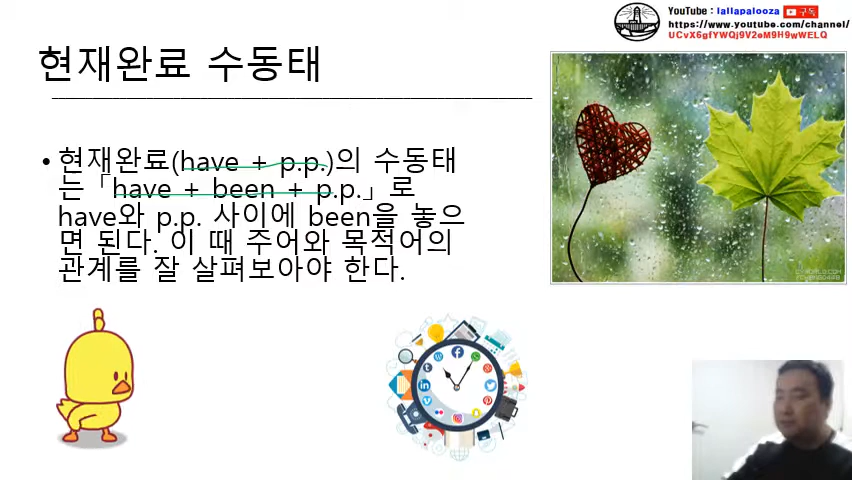 YouTube : lallapalooza 구독
https://www.youtube.com/channel/
UCvX6gfYWQj9V2eM9H9wWELQ
현재완료 수동태
• 현재완료(have + p.p.)의 수동태
는「have + been + p.p.」로
have와 p.p. 사이에 been을 놓으
면 된다. 이 때 주어와 목적어의
관계를 잘 살펴보아야 한다.